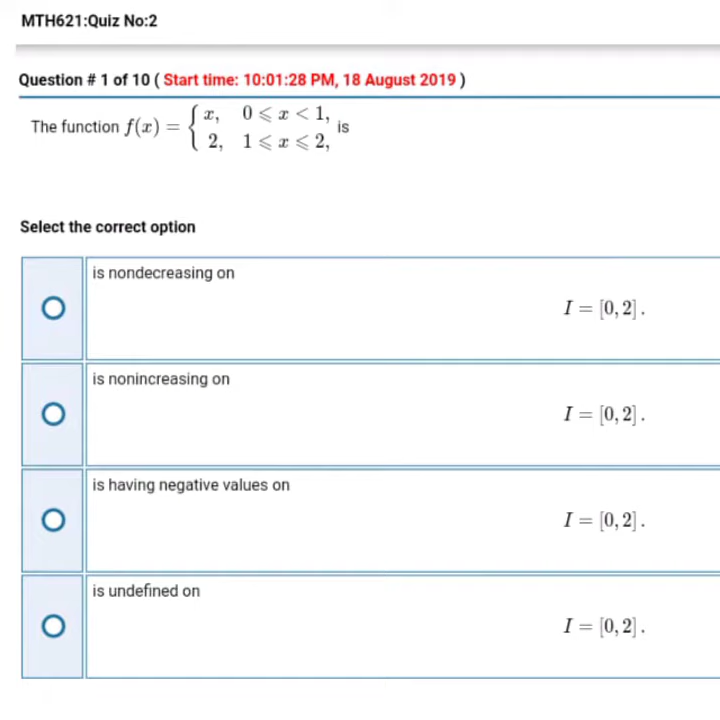 MTH621:Quiz No:2
Question # 1 of 10 ( Start time: 10:01:28 PM, 18 August 2019 )
The function f(x) = { x, 0 ⩽ x < 1,
2, 1 ⩽ x ⩽ 2, is
Select the correct option
is nondecreasing on
I = [0, 2] .
is nonincreasing on
I = [0, 2] .
is having negative values on
I = [0, 2] .
is undefined on
I = [0, 2] .